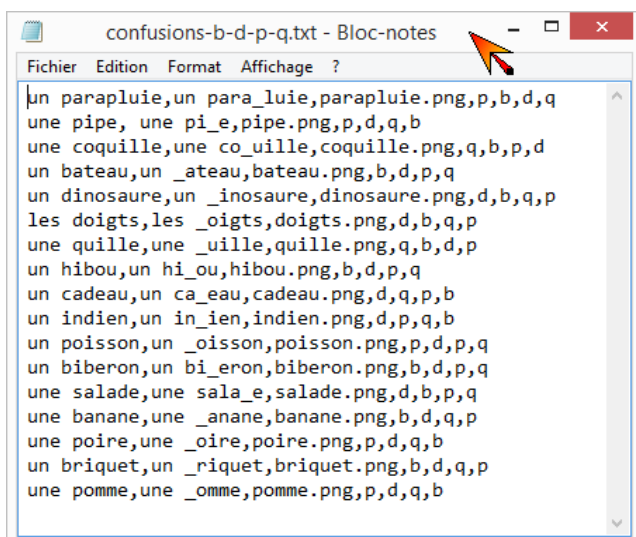 confusions-b-d-p-q.txt - Bloc-notes
Fichier Edition Format Affichage ?
un parapluie,un para_luie,parapluie.png,p,b,d,q
une pipe, une pi_e,pipe.png,p,d,q,b
une coquille,une co_uille,coquille.png,q,b,p,d
un bateau,un _ateau,bateau.png,b,d,p,q
un dinosaure,un _inosaure,dinosaure.png,d,b,q,p
les doigts,les _oigts,doigts.png,d,b,q,p
une quille,une _uille,quille.png,q,b,d,p
un hibou,un hi_ou,hibou.png,b,d,p,q
un cadeau,un ca_eau,cadeau.png,d,q,p,b
un indien,un in_ien,indien.png,d,p,q,b
un poisson,un _oisson,poisson.png,p,d,p,q
un biberon,un bi_eron,biberon.png,b,d,p,q
une salade,une sala_e,salade.png,d,b,p,q
une banane,une _anane,banane.png,b,d,q,p
une poire,une _oire,poire.png,p,d,q,b
un briquet,un _riquet,briquet.png,b,d,q,p
une pomme,une _omme,pomme.png,p,d,q,b